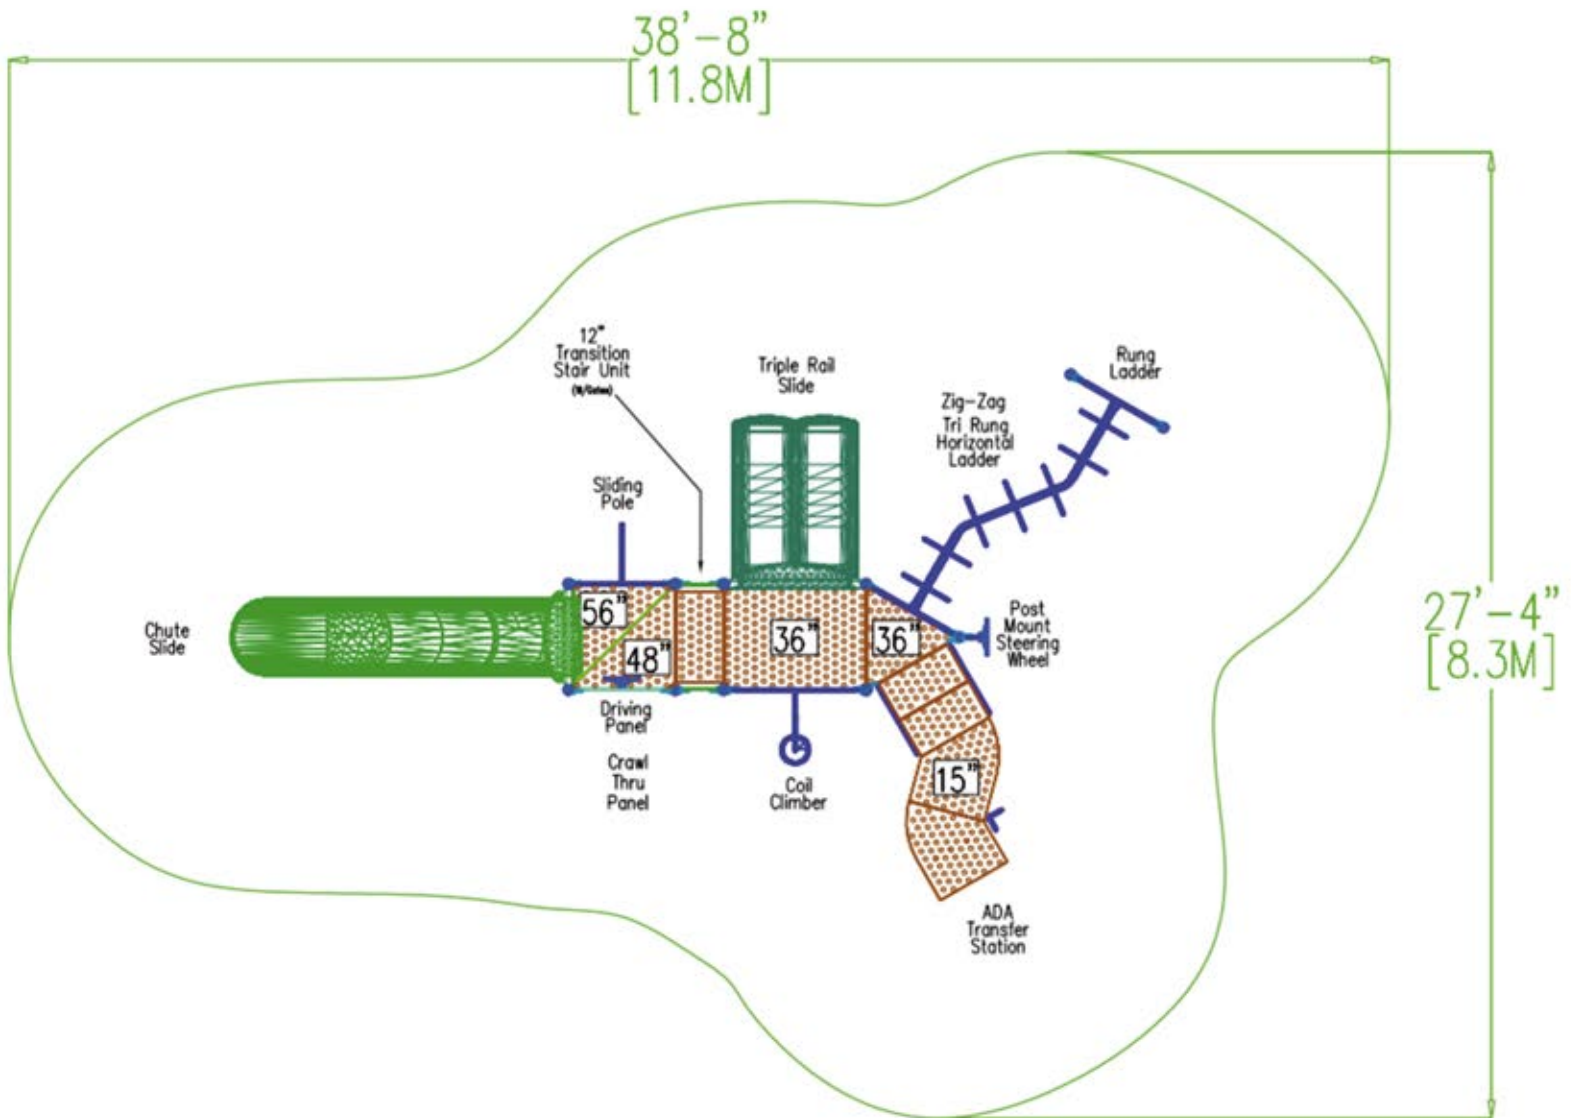 38'-8"
[11.8M]
12"
Transition
Stair Unit
Triple Rail
Slide
Rung
Ladder
Zig-Zag
Tri Rung
Horizontal
Ladder
Sliding
Pole
Chute
Slide
56"
48"
36"
36"
Post
Mount
Steering
Wheel
27'-4"
[8.3M]
Driving
Panel
Crawl
Thru
Panel
Coil
Climber
15"
ADA
Transfer
Station